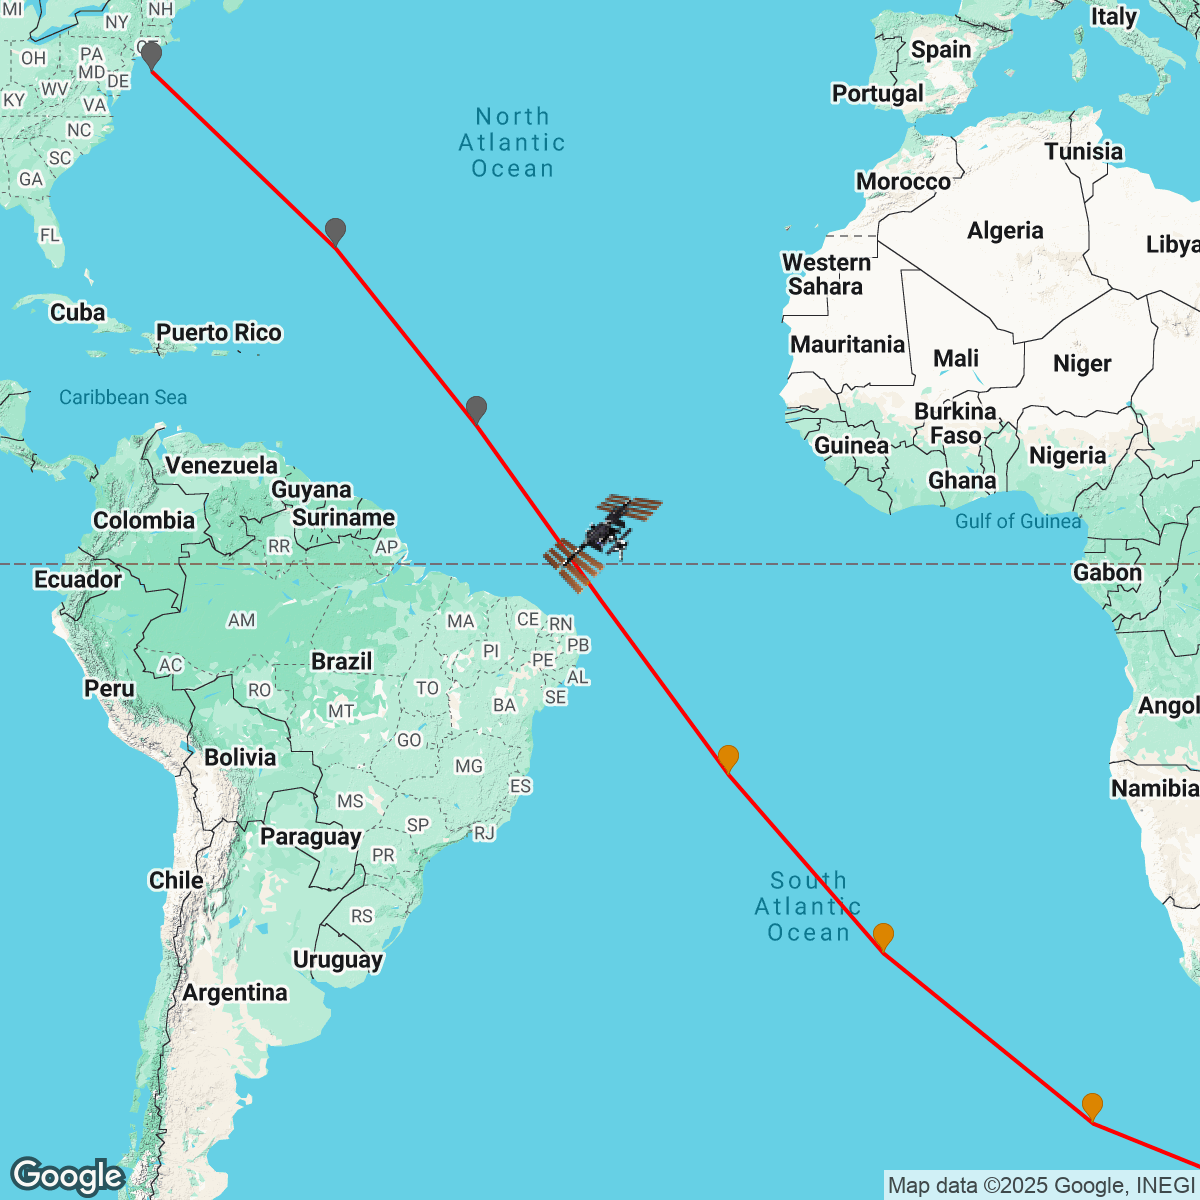 MI
NY
NH
CT
OH
PA
MD
DE
WV
KY
VA
NC
SC
GA
FL
Italy
Spain
Portugal
North
Atlantic
Ocean
Tunisia
Morocco
Algeria
Libya
Western
Sahara
Cuba
Puerto Rico
Mauritania
Mali
Niger
Caribbean Sea
Burkina
Faso
Guinea
Nigeria
Ghana
Venezuela
Guyana
Suriname
Colombia
Gulf of Guinea
RR
AP
Ecuador
Gabon
AM
MA
CE
RN
PB
PI
PE
AL
SE
AC
Brazil
Peru
RO
TO
BA
MT
Angol
GO
Bolivia
MG
ES
Namibia
MS
SP
RJ
Paraguay
PR
Chile
South
Atlantic
Ocean
RS
Uruguay
Argentina
Google
Map data ©2025 Google, INEGI